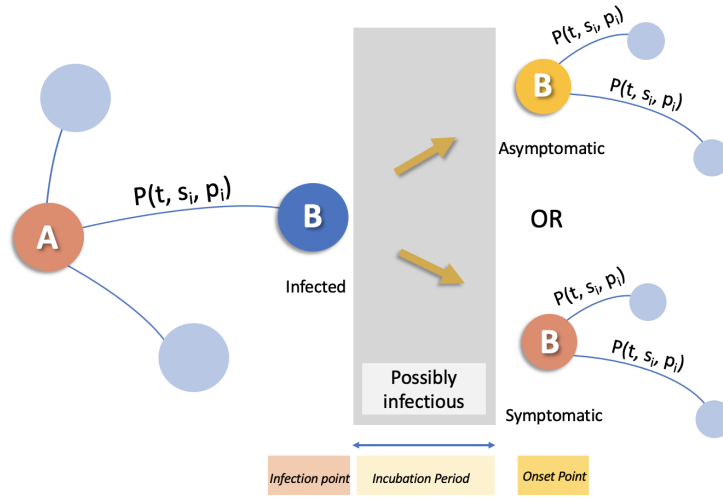 P(t, sᵢ, pᵢ)
B
P(t, sᵢ, pᵢ)
Asymptomatic
P(t, sᵢ, pᵢ)
A
B
Infected
OR
P(t, sᵢ, pᵢ)
B
P(t, sᵢ, pᵢ)
Symptomatic
Possibly
infectious
Infection point
Incubation Period
Onset Point